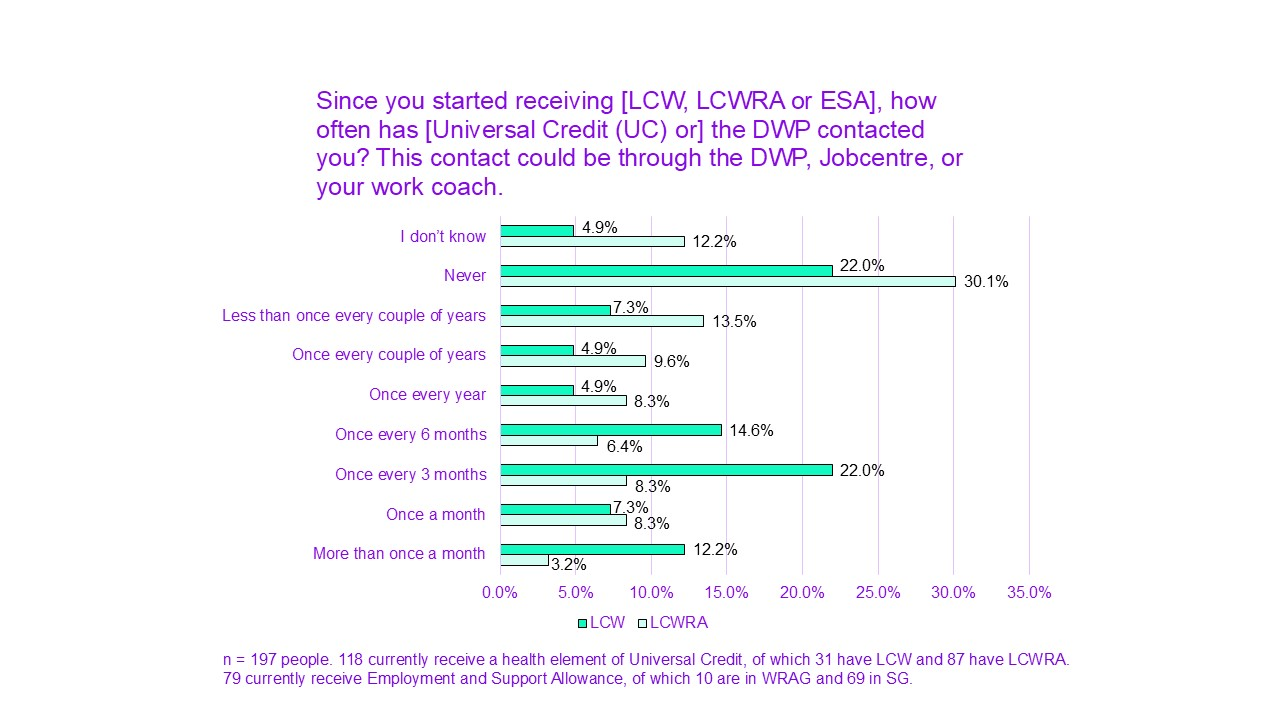 Since you started receiving [LCW, LCWRA or ESA], how
often has [Universal Credit (UC) or] the DWP contacted
you? This contact could be through the DWP, Jobcentre, or
your work coach.
I don’t know
4.9%
12.2%
Never
22.0%
30.1%
Less than once every couple of years
7.3%
13.5%
Once every couple of years
4.9%
9.6%
Once every year
4.9%
8.3%
Once every 6 months
14.6%
6.4%
Once every 3 months
22.0%
8.3%
Once a month
7.3%
8.3%
More than once a month
12.2%
3.2%
0.0% 5.0% 10.0% 15.0% 20.0% 25.0% 30.0% 35.0%
LCW LCWRA
n = 197 people. 118 currently receive a health element of Universal Credit, of which 31 have LCW and 87 have LCWRA.
79 currently receive Employment and Support Allowance, of which 10 are in WRAG and 69 in SG.